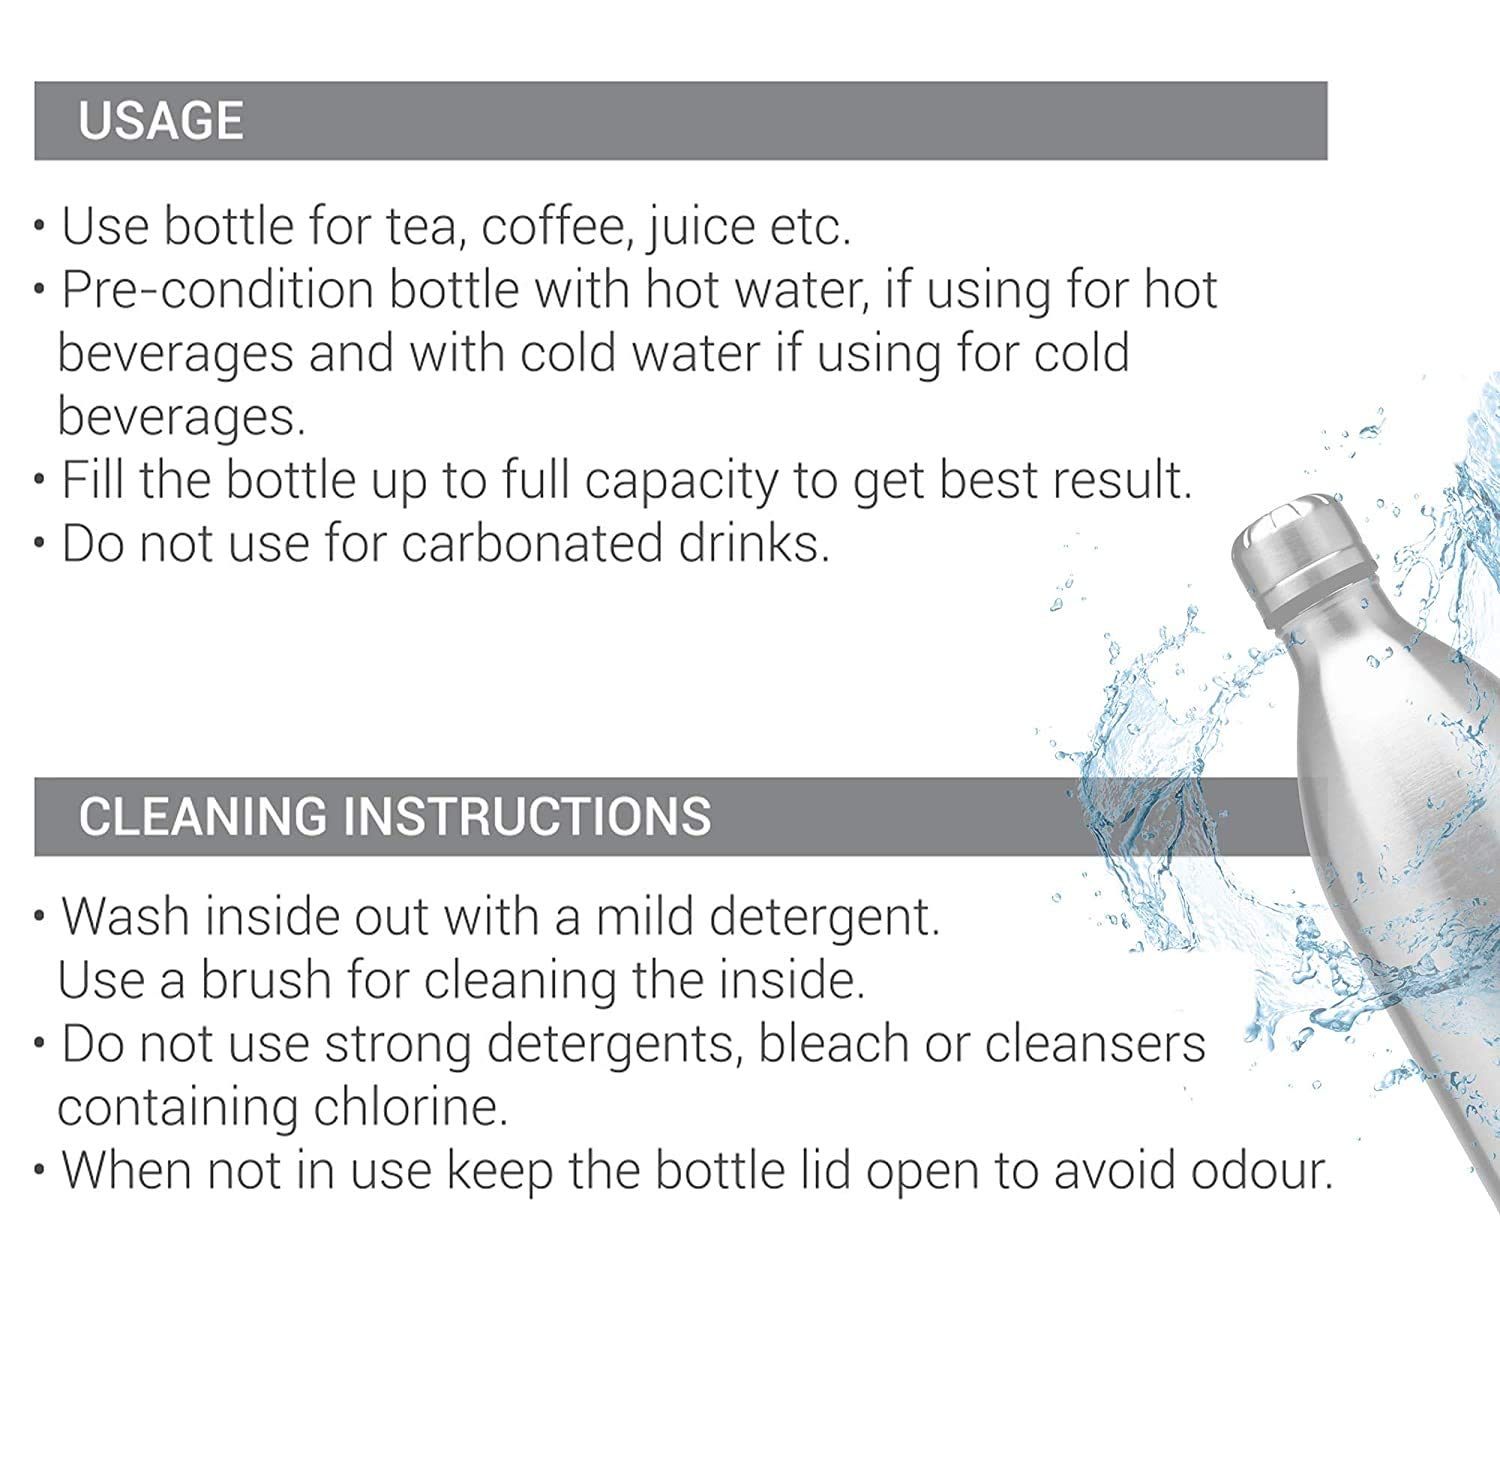 USAGE
• Use bottle for tea, coffee, juice etc.
• Pre-condition bottle with hot water, if using for hot
beverages and with cold water if using for cold
beverages.
• Fill the bottle up to full capacity to get best result.
• Do not use for carbonated drinks.
CLEANING INSTRUCTIONS
• Wash inside out with a mild detergent.
Use a brush for cleaning the inside.
• Do not use strong detergents, bleach or cleansers
containing chlorine.
• When not in use keep the bottle lid open to avoid odour.